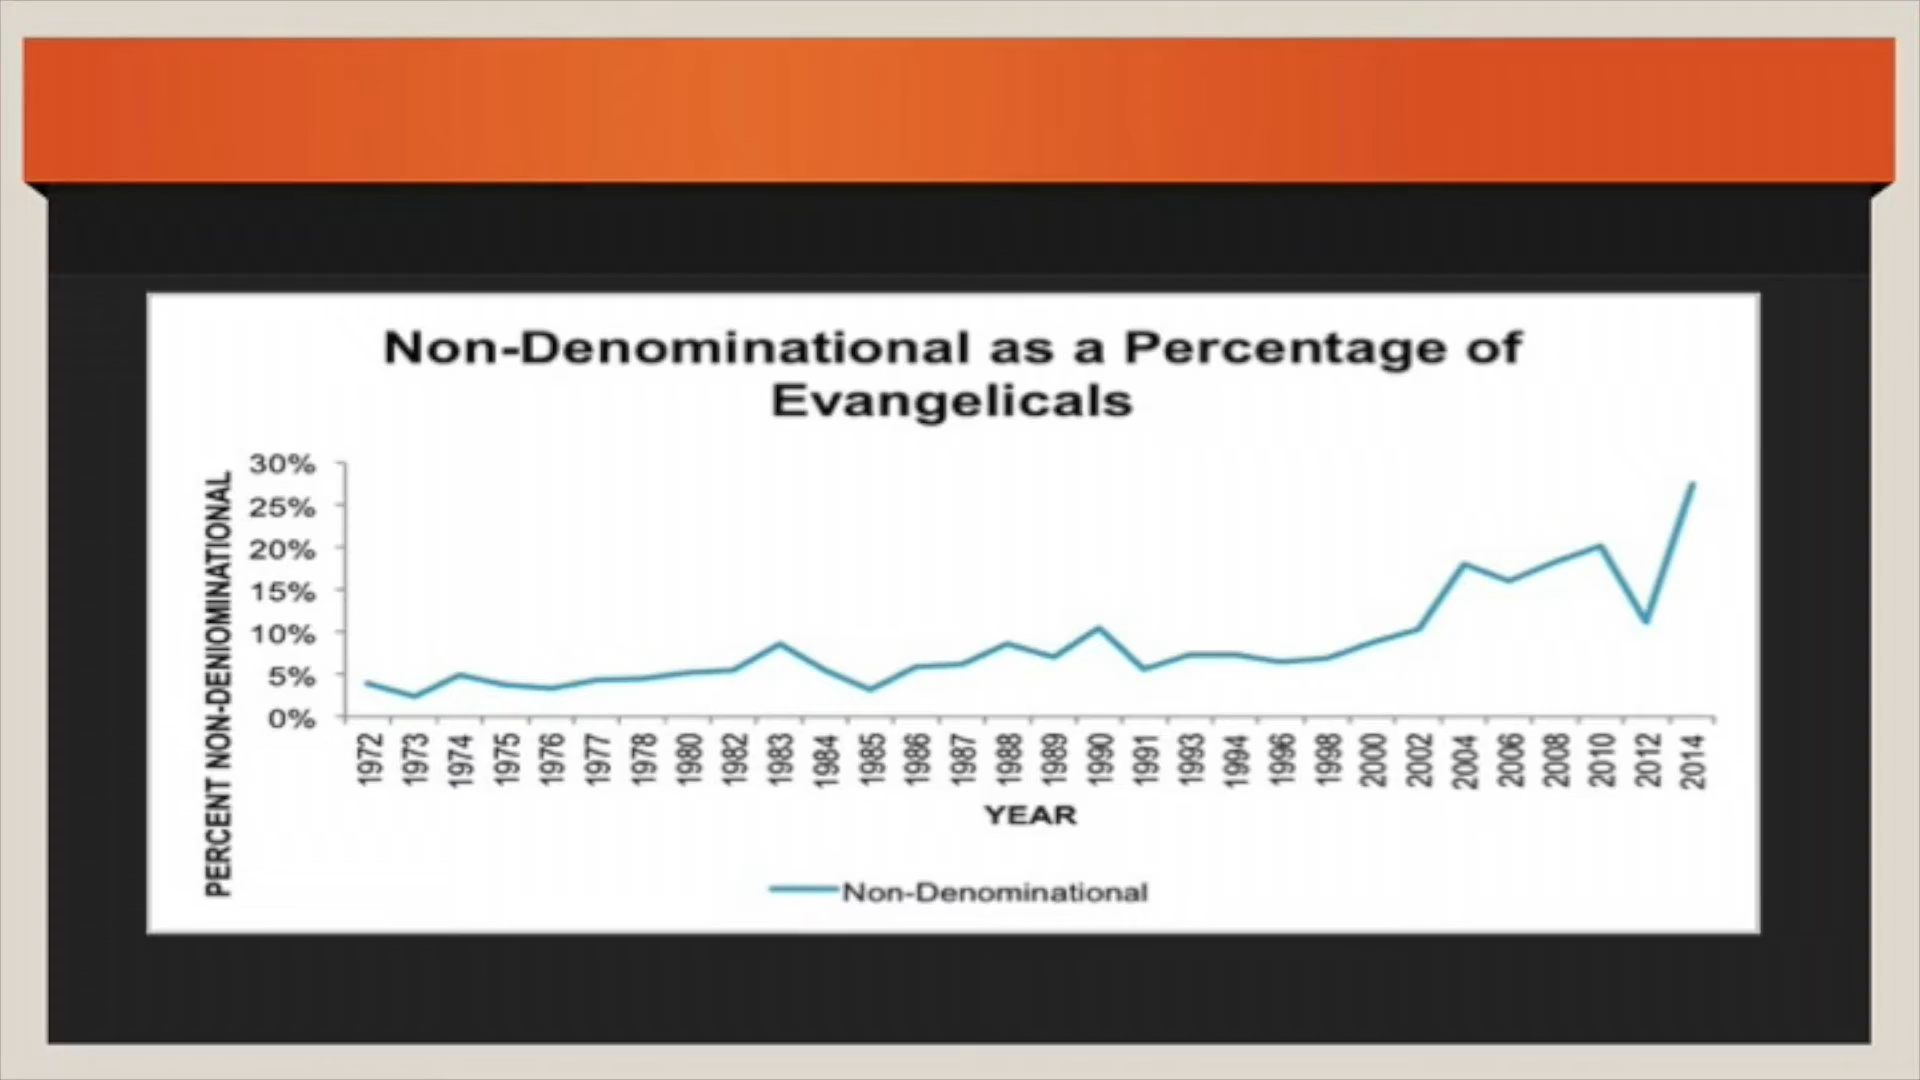 Non-Denominational as a Percentage of
Evangelicals
PERCENT NON-DENIOMINATIONAL
30%
25%
20%
15%
10%
5%
0%
1972 1973 1974 1975 1976 1977 1978 1980 1982 1983 1984 1985 1986 1987 1988 1989 1990 1991 1993 1994 1996 1998 2000 2002 2004 2006 2008 2010 2012 2014
YEAR
Non-Denominational